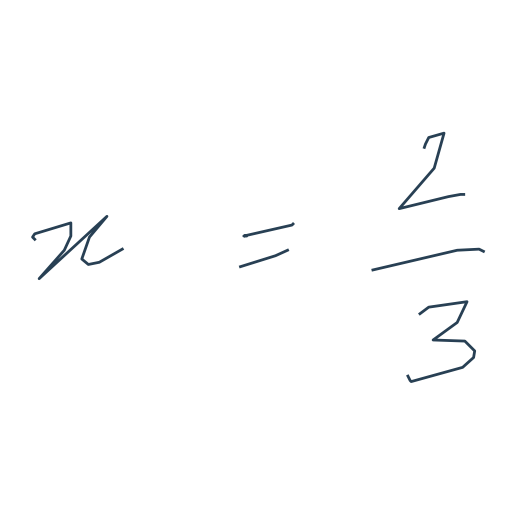 x = 2/3